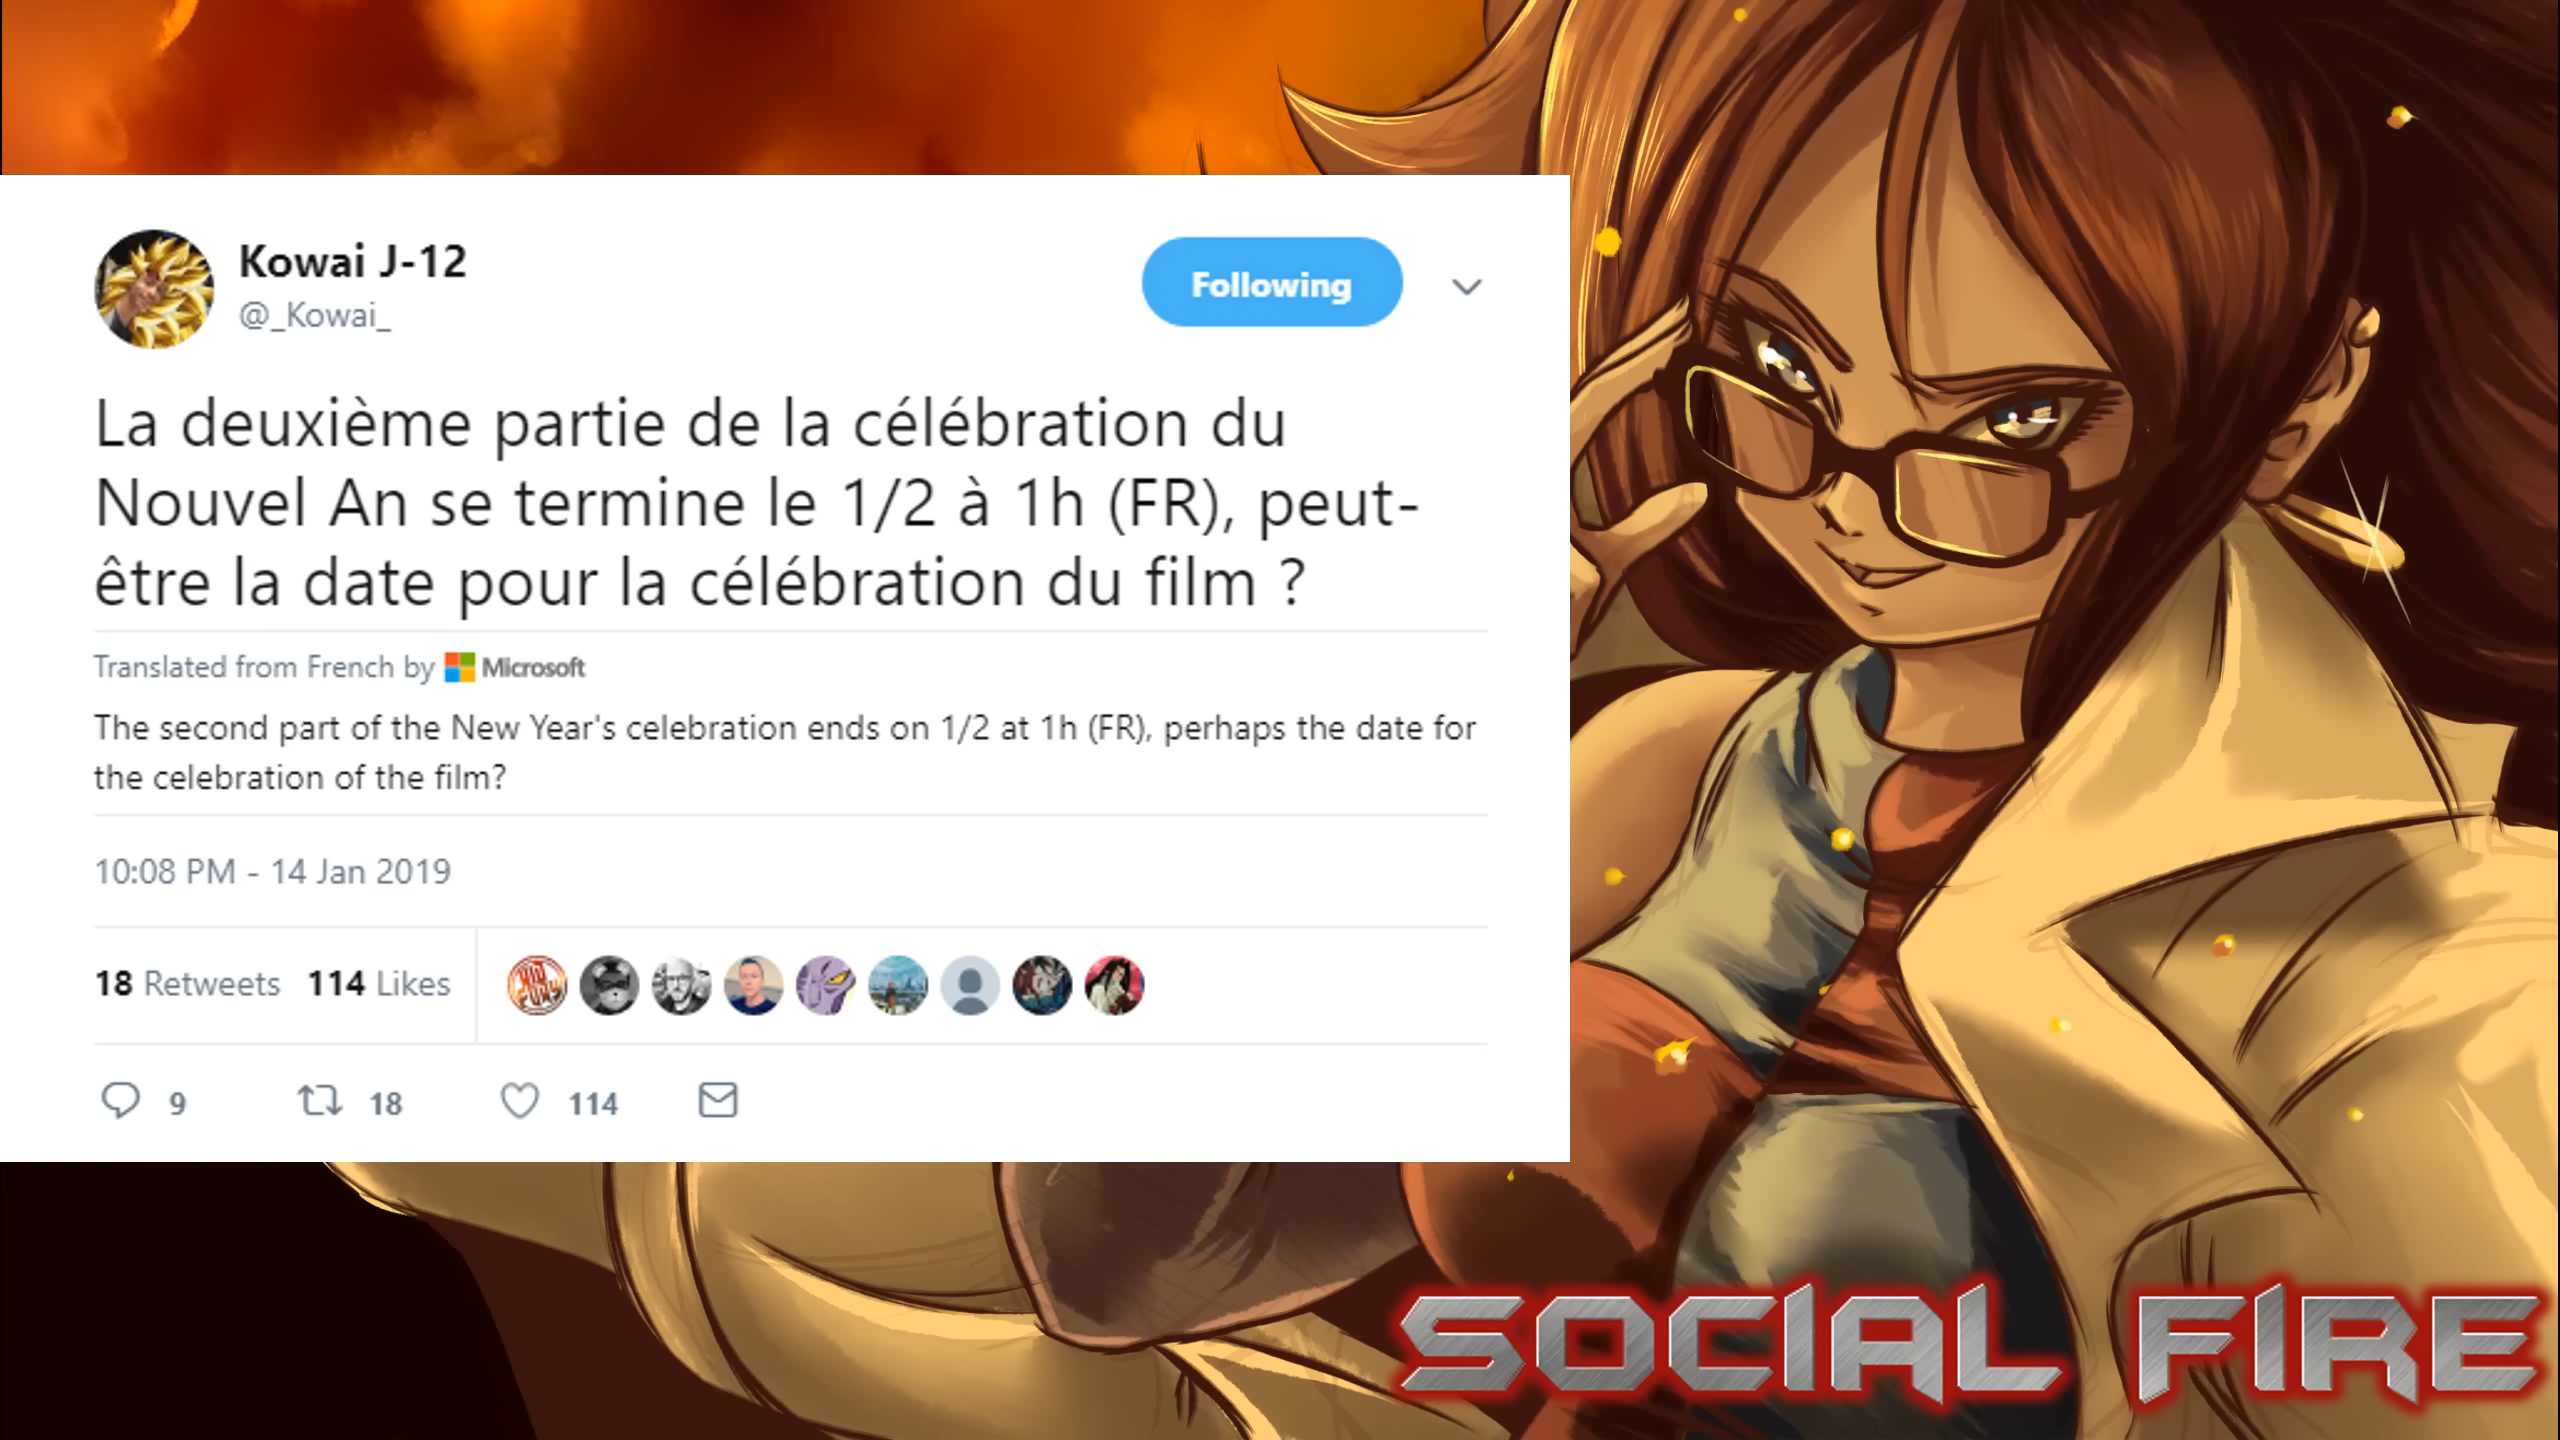 Kowai J-12
@_Kowai_
Following
La deuxième partie de la célébration du
Nouvel An se termine le 1/2 à 1h (FR), peut-
être la date pour la célébration du film ?
Translated from French by Microsoft
The second part of the New Year's celebration ends on 1/2 at 1h (FR), perhaps the date for
the celebration of the film?
10:08 PM - 14 Jan 2019
18 Retweets 114 Likes
9 18 114
SOCIAL FIRE